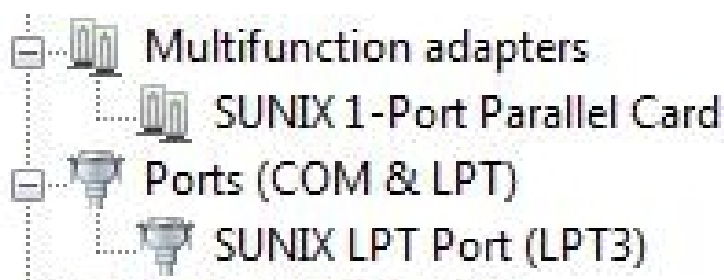 Multifunction adapters
SUNIX 1-Port Parallel Card
Ports (COM & LPT)
SUNIX LPT Port (LPT3)